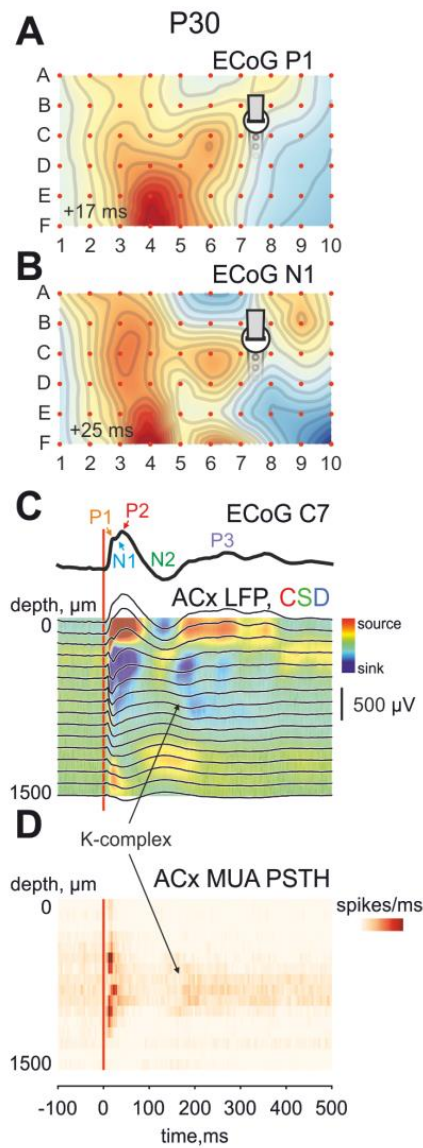 P30
A
ECoG P1
A
B
C
D
E
F
+17 ms
1 2 3 4 5 6 7 8 9 10
B
ECoG N1
A
B
C
D
E
F
+25 ms
1 2 3 4 5 6 7 8 9 10
C
ECoG C7
P1
P2
N1
N2
P3
ACx LFP, CSD
depth, µm
0
1500
source
sink
500 µV
K-complex
D
ACx MUA PSTH
depth, µm
0
1500
spikes/ms
-100 0 100 200 300 400 500
time,ms